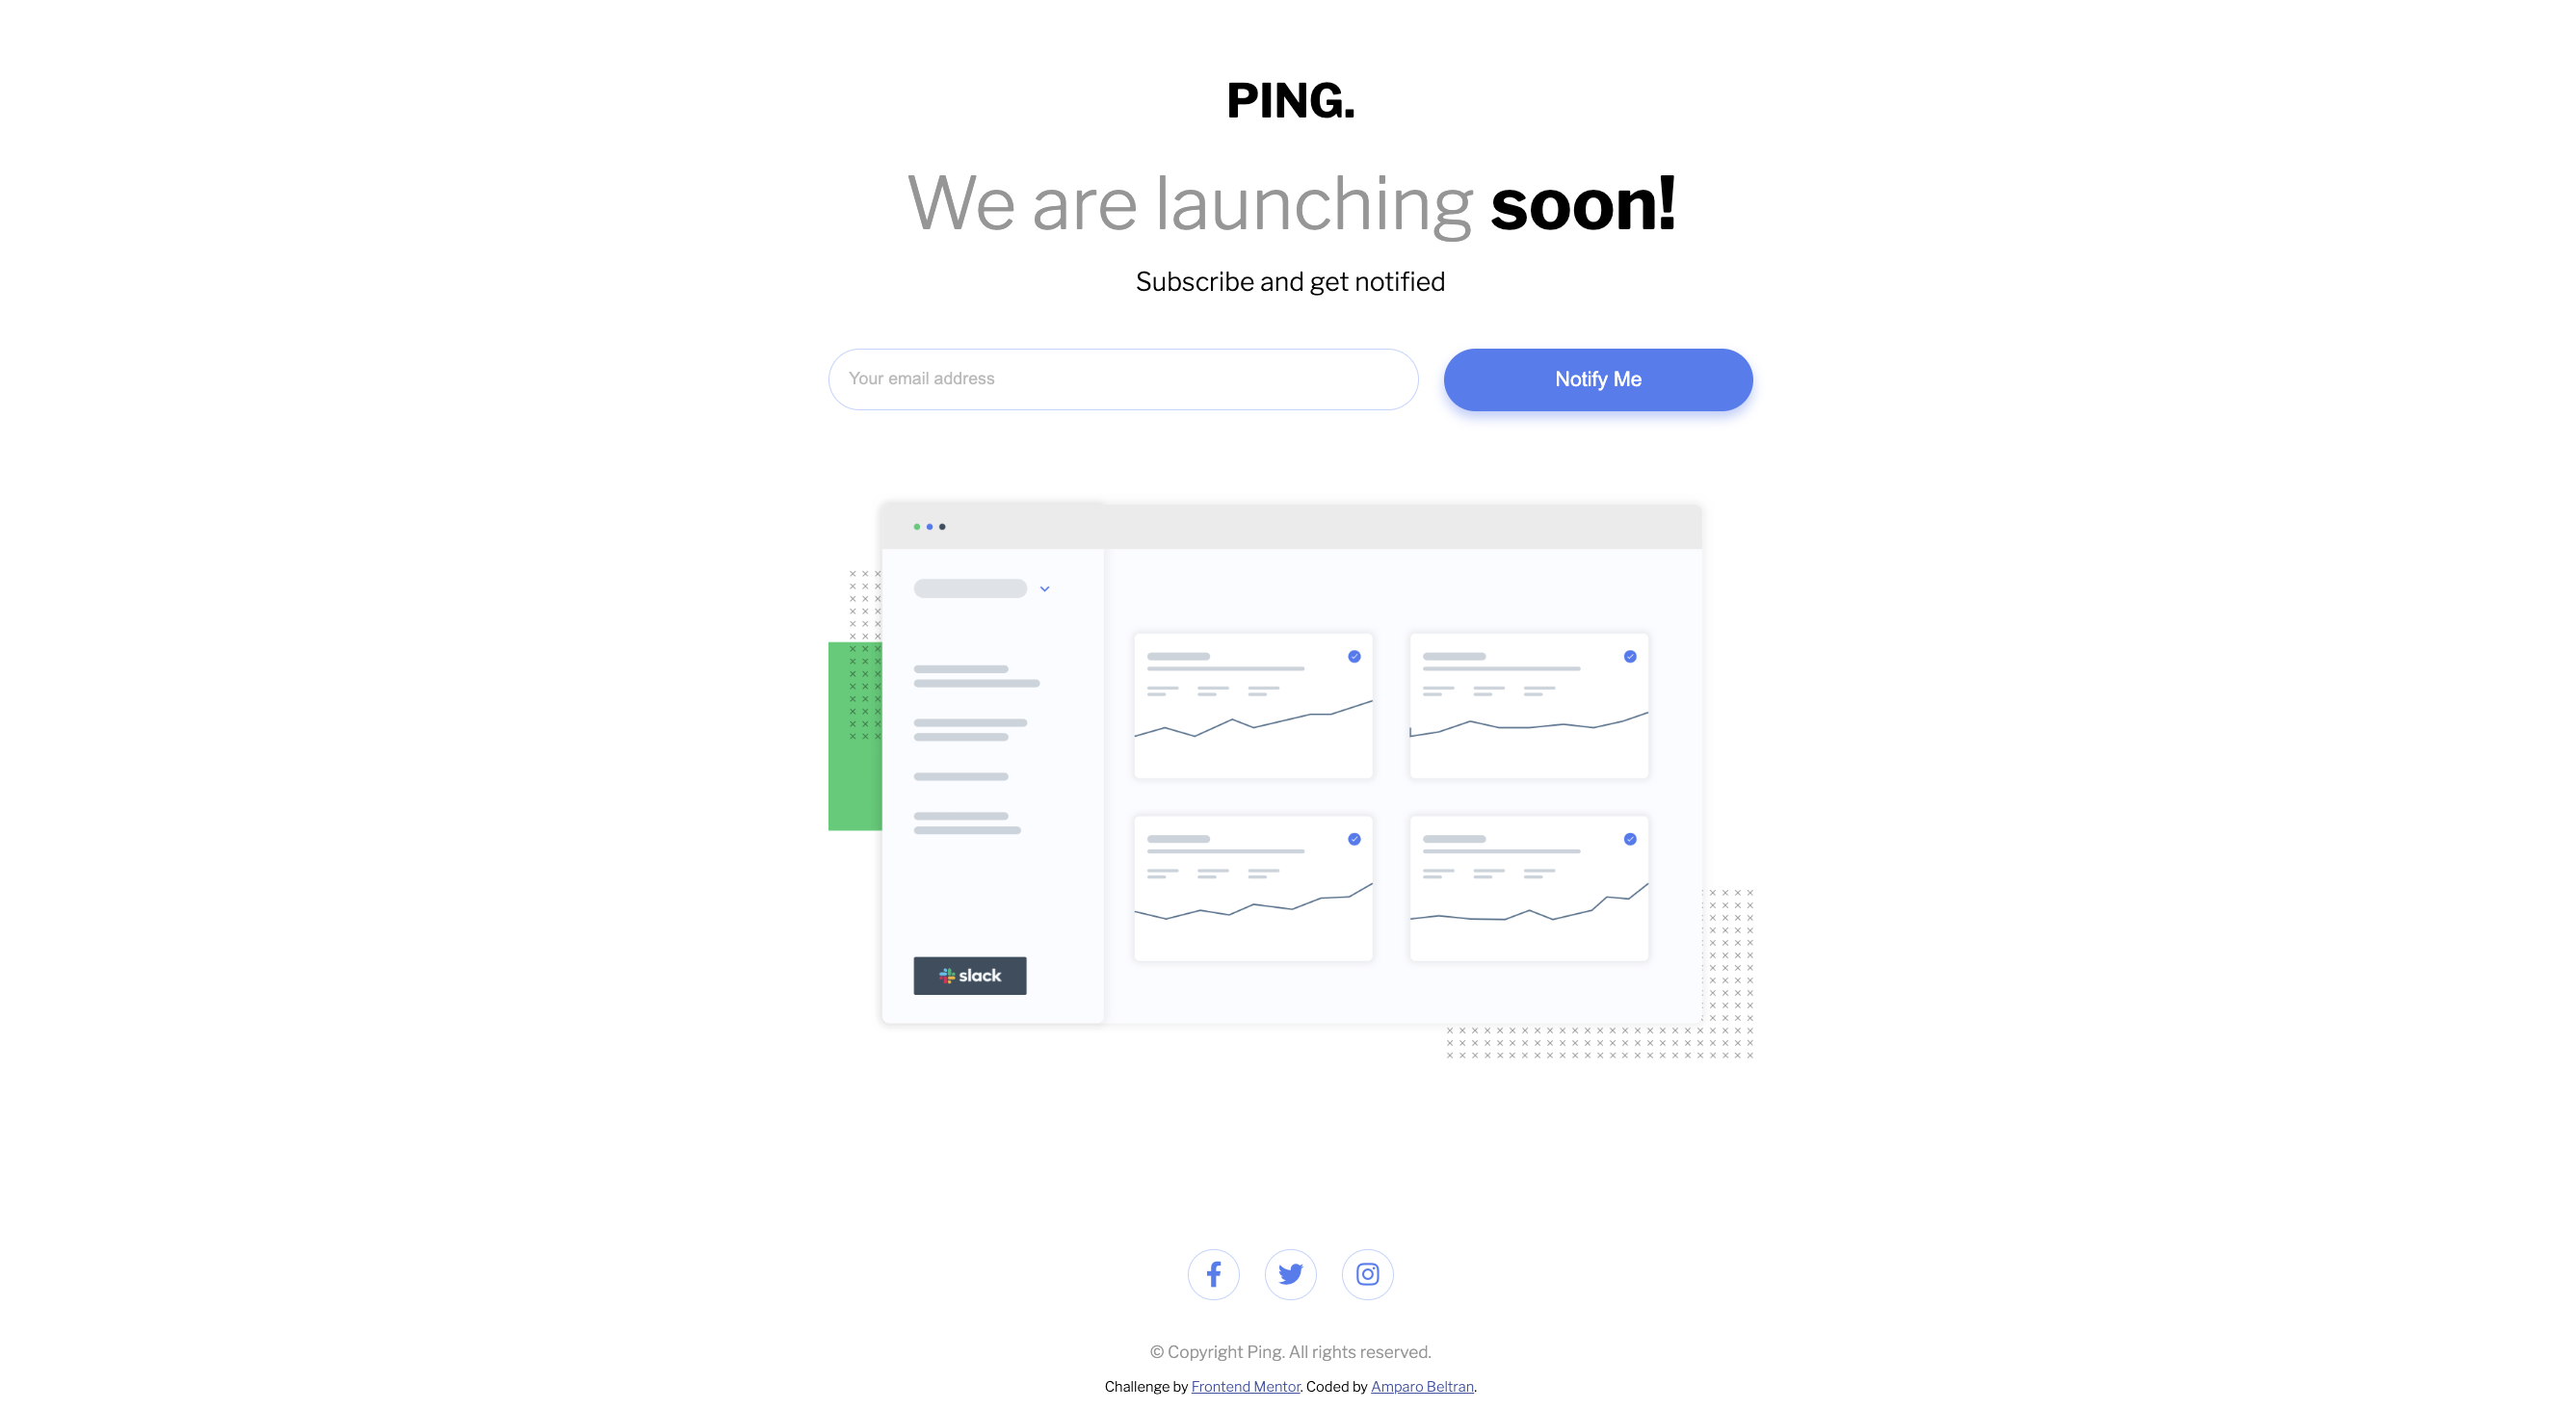 PING.
We are launching soon!
Subscribe and get notified
Your email address
Notify Me
slack
© Copyright Ping. All rights reserved.
Challenge by Frontend Mentor. Coded by Amparo Beltran.